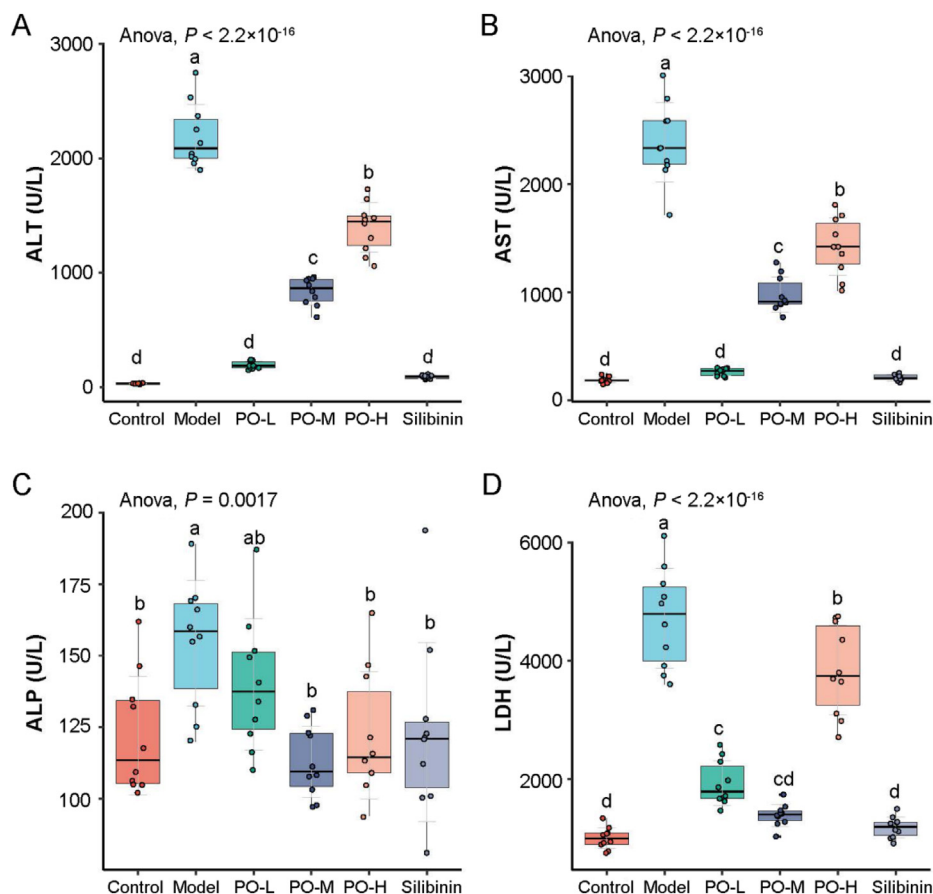 A
Anova, P < 2.2×10⁻¹⁶
ALT (U/L)
3000
2000
1000
0
a
b
c
d
d
d
Control Model PO-L PO-M PO-H Silibinin
B
Anova, P < 2.2×10⁻¹⁶
AST (U/L)
3000
2000
1000
0
a
b
c
d
d
d
Control Model PO-L PO-M PO-H Silibinin
C
Anova, P = 0.0017
ALP (U/L)
200
175
150
125
100
b
a
ab
b
b
b
Control Model PO-L PO-M PO-H Silibinin
D
Anova, P < 2.2×10⁻¹⁶
LDH (U/L)
6000
4000
2000
a
b
c
cd
d
d
Control Model PO-L PO-M PO-H Silibinin